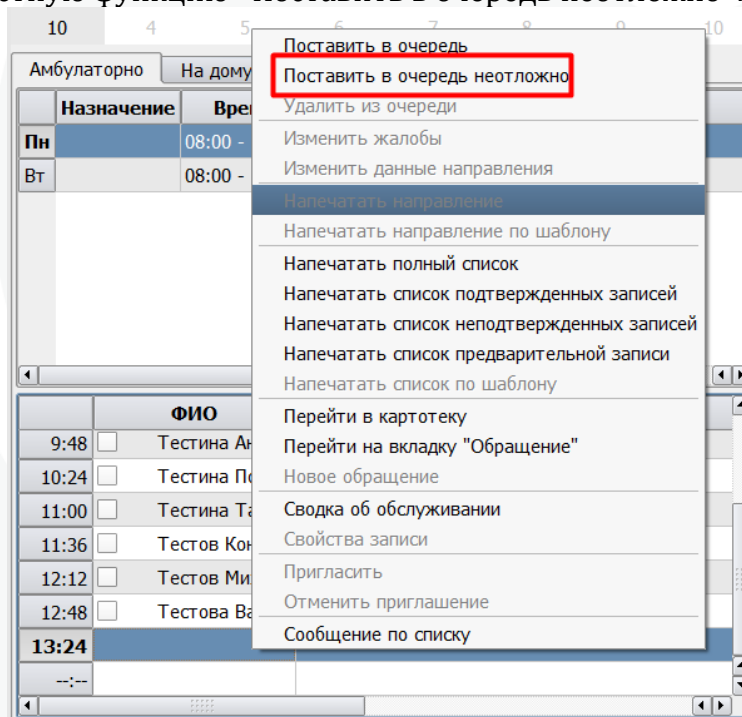 функцию "Поставить в очередь неотложно"
10 4 5 6 7 8 9 10
Амбулаторно На дому
Назначение Вре
Пн 08:00 -
Вт 08:00 -
Поставить в очередь
Поставить в очередь неотложно
Удалить из очереди
Изменить жалобы
Изменить данные направления
Напечатать направление
Напечатать направление по шаблону
Напечатать полный список
Напечатать список подтвержденных записей
Напечатать список неподтвержденных записей
Напечатать список предварительной записи
Напечатать список по шаблону
Перейти в картотеку
Перейти на вкладку "Обращение"
Новое обращение
Сводка об обслуживании
Свойства записи
Пригласить
Отменить приглашение
Сообщение по списку
ФИО
9:48 Тестина Ан
10:24 Тестина По
11:00 Тестина Та
11:36 Тестов Кон
12:12 Тестов Ми
12:48 Тестова Ва
13:24
--:--